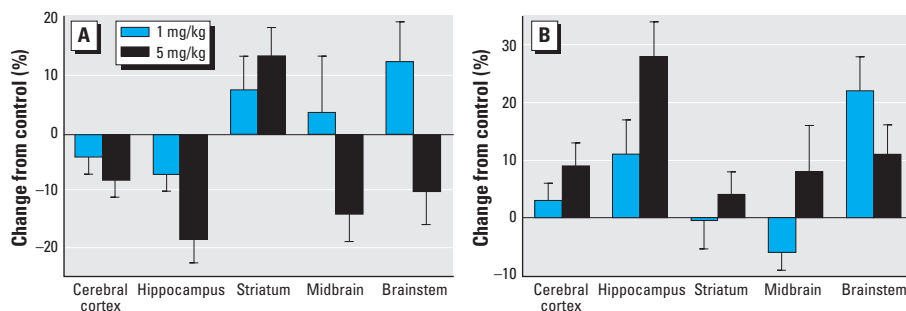 A
1 mg/kg
5 mg/kg
Change from control (%)
20
10
0
–10
–20
Cerebral cortex
Hippocampus
Striatum
Midbrain
Brainstem
B
Change from control (%)
30
20
10
0
–10
Cerebral cortex
Hippocampus
Striatum
Midbrain
Brainstem